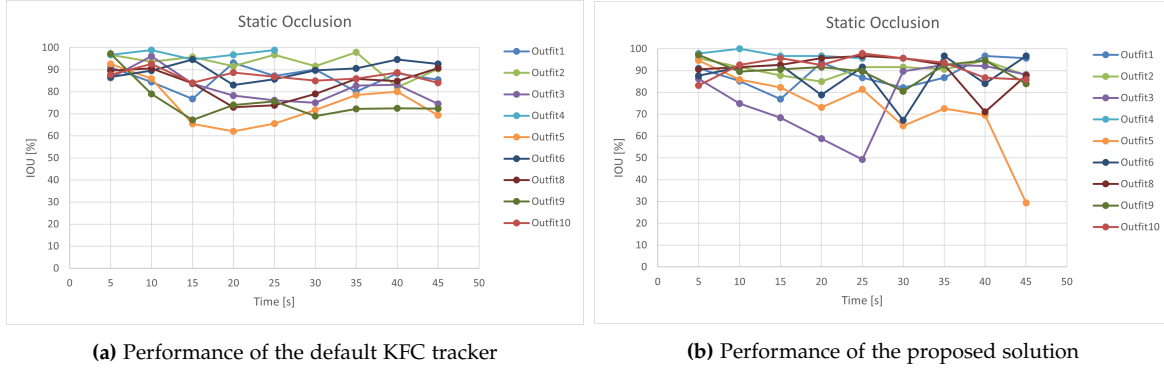 Static Occlusion
IOU [%]
100
90
80
70
60
50
40
30
20
10
0
0 5 10 15 20 25 30 35 40 45 50
Time [s]
Outfit1
Outfit2
Outfit3
Outfit4
Outfit5
Outfit6
Outfit8
Outfit9
Outfit10
(a) Performance of the default KFC tracker
Static Occlusion
IOU [%]
100
90
80
70
60
50
40
30
20
10
0
0 5 10 15 20 25 30 35 40 45 50
Time [s]
Outfit1
Outfit2
Outfit3
Outfit4
Outfit5
Outfit6
Outfit8
Outfit9
Outfit10
(b) Performance of the proposed solution